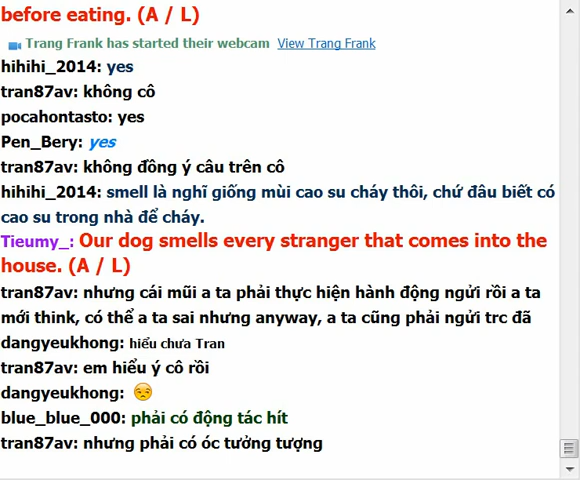 before eating. (A / L)
Trang Frank has started their webcam View Trang Frank
hihihi_2014: yes
tran87av: không cô
pocahontasto: yes
Pen_Bery: yes
tran87av: không đồng ý câu trên cô
hihihi_2014: smell là nghĩ giống mùi cao su cháy thôi, chứ đâu biết có
cao su trong nhà để cháy.
Tieumy_: Our dog smells every stranger that comes into the
house. (A / L)
tran87av: nhưng cái mũi a ta phải thực hiện hành động ngửi rồi a ta
mới think, có thể a ta sai nhưng anyway, a ta cũng phải ngửi trc đã
dangyeukhong: hiểu chưa Tran
tran87av: em hiểu ý cô rồi
dangyeukhong:
blue_blue_000: phải có động tác hít
tran87av: nhưng phải có óc tưởng tượng